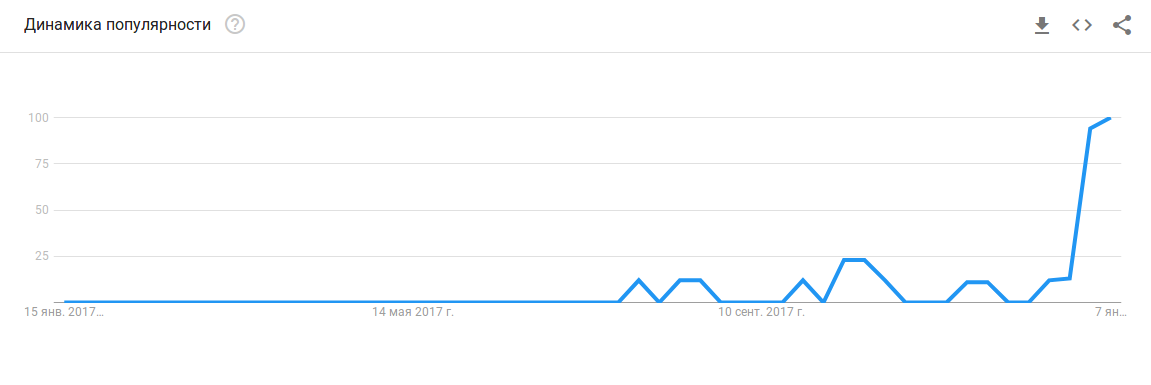 Динамика популярности ?
100
75
50
25
15 янв. 2017…
14 мая 2017 г.
10 сент. 2017 г.
7 ян…